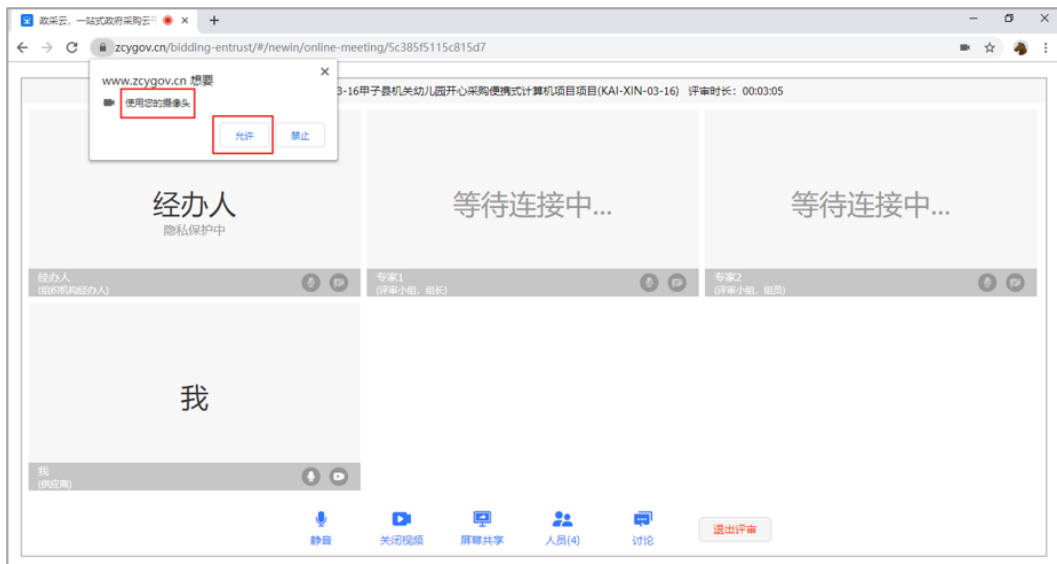 政采云，一站式政府采购云平
zcygov.cn/bidding-entrust/#/newin/online-meeting/5c385f5115c815d7
www.zcygov.cn 想要
使用您的摄像头
允许
禁止
3-16甲子县机关幼儿园开心采购便携式计算机项目项目(KAI-XIN-03-16) 评审时长：00:03:05
经办人
隐私保护中
等待连接中...
等待连接中...
经办人
(组织机构经办人)
专家1
(评审小组，组长)
专家2
(评审小组，组员)
我
我
(供应商)
静音
关闭视频
屏幕共享
人员(4)
讨论
退出评审